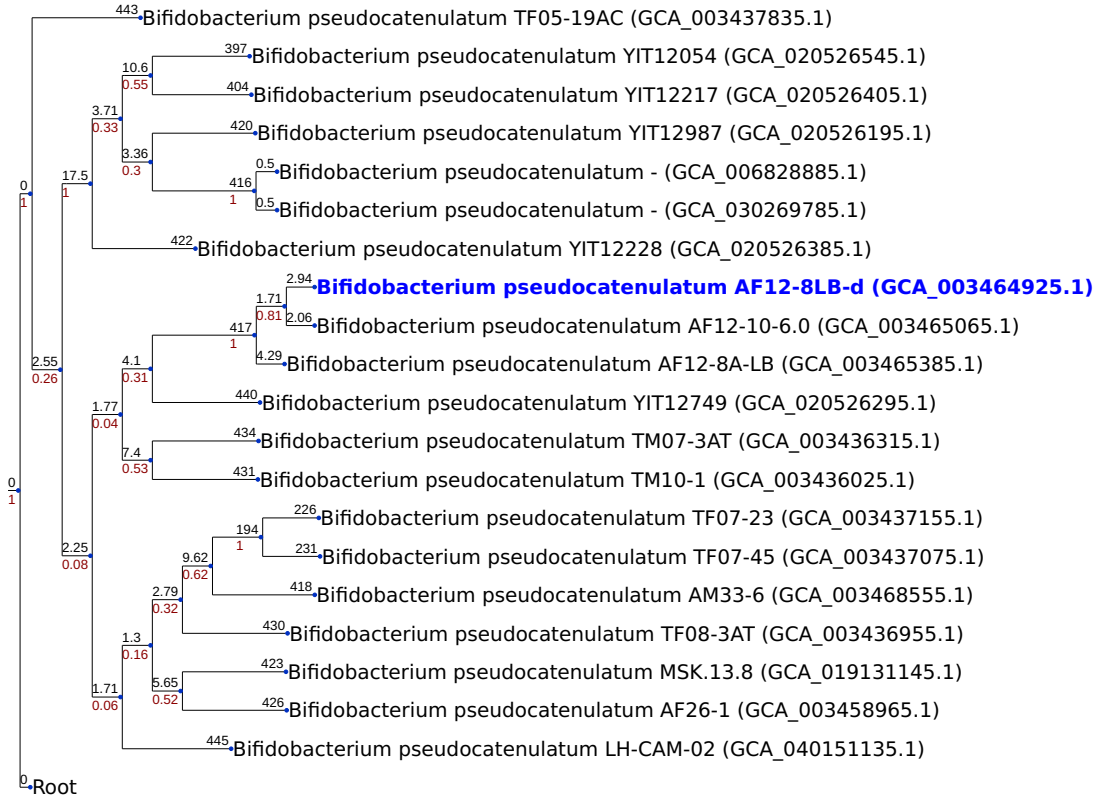 443 Bifidobacterium pseudocatenulatum TF05-19AC (GCA_003437835.1)
397 Bifidobacterium pseudocatenulatum YIT12054 (GCA_020526545.1)
10.6
0.55
404 Bifidobacterium pseudocatenulatum YIT12217 (GCA_020526405.1)
3.71
0.33
420 Bifidobacterium pseudocatenulatum YIT12987 (GCA_020526195.1)
3.36
0.3
0.5 Bifidobacterium pseudocatenulatum - (GCA_006828885.1)
17.5
1
416
1
0
1
0.5 Bifidobacterium pseudocatenulatum - (GCA_030269785.1)
422 Bifidobacterium pseudocatenulatum YIT12228 (GCA_020526385.1)
2.94 Bifidobacterium pseudocatenulatum AF12-8LB-d (GCA_003464925.1)
1.71
0.81
2.06 Bifidobacterium pseudocatenulatum AF12-10-6.0 (GCA_003465065.1)
417
1
4.29 Bifidobacterium pseudocatenulatum AF12-8A-LB (GCA_003465385.1)
2.55
0.26
4.1
0.31
440 Bifidobacterium pseudocatenulatum YIT12749 (GCA_020526295.1)
1.77
0.04
434 Bifidobacterium pseudocatenulatum TM07-3AT (GCA_003436315.1)
7.4
0.53
431 Bifidobacterium pseudocatenulatum TM10-1 (GCA_003436025.1)
0
1
226 Bifidobacterium pseudocatenulatum TF07-23 (GCA_003437155.1)
194
1
231 Bifidobacterium pseudocatenulatum TF07-45 (GCA_003437075.1)
2.25
0.08
9.62
0.62
418 Bifidobacterium pseudocatenulatum AM33-6 (GCA_003468555.1)
2.79
0.32
430 Bifidobacterium pseudocatenulatum TF08-3AT (GCA_003436955.1)
1.3
0.16
423 Bifidobacterium pseudocatenulatum MSK.13.8 (GCA_019131145.1)
5.65
0.52
1.71
0.06
426 Bifidobacterium pseudocatenulatum AF26-1 (GCA_003458965.1)
445 Bifidobacterium pseudocatenulatum LH-CAM-02 (GCA_040151135.1)
0 Root